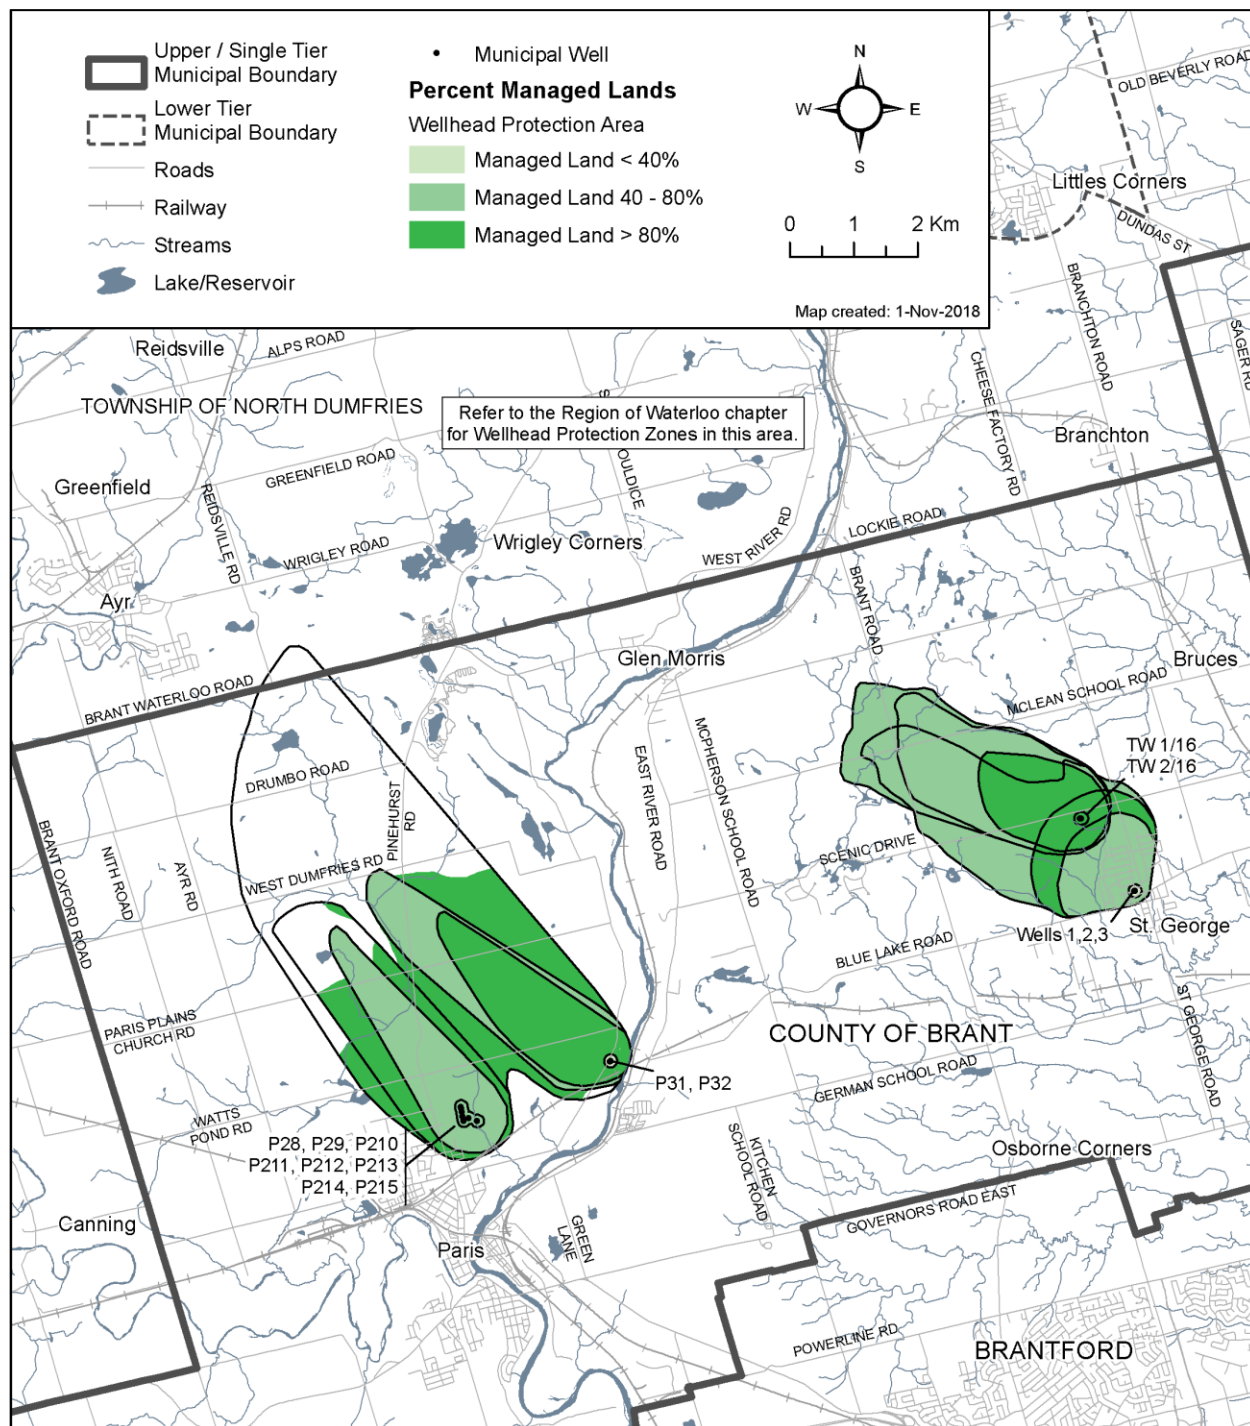 Upper / Single Tier
Municipal Boundary
Lower Tier
Municipal Boundary
Roads
Railway
Streams
Lake/Reservoir
Municipal Well
Percent Managed Lands
Wellhead Protection Area
Managed Land < 40%
Managed Land 40 - 80%
Managed Land > 80%
N
W E
S
0 1 2 Km
Map created: 1-Nov-2018
OLD BEVERLY ROAD
Littles Corners
DUNDAS ST
BRANCHTON ROAD
SAGER RD
Reidsville
ALPS ROAD
CHEESE FACTORY RD
TOWNSHIP OF NORTH DUMFRIES
Refer to the Region of Waterloo chapter
for Wellhead Protection Zones in this area.
Branchton
GREENFIELD ROAD
Greenfield
REIDSVILLE RD
LOCKIE ROAD
WRIGLEY ROAD
Wrigley Corners
WEST RIVER RD
BRANT ROAD
Ayr
Glen Morris
Bruces
BRANT WATERLOO ROAD
MCLEAN SCHOOL ROAD
MCPHERSON SCHOOL ROAD
EAST RIVER ROAD
TW 1/16
TW 2/16
DRUMBO ROAD
PINEHURST
RD
BRANT OXFORD ROAD
NITH ROAD
AYR RD
WEST DUMFRIES RD
SCENIC DRIVE
Wells 1,2,3
St. George
BLUE LAKE ROAD
PARIS PLAINS
CHURCH RD
COUNTY OF BRANT
ST GEORGE ROAD
P31, P32
GERMAN SCHOOL ROAD
WATTS
POND RD
P28, P29, P210
P211, P212, P213
P214, P215
KITCHEN
SCHOOL ROAD
Osborne Corners
GOVERNORS ROAD EAST
Canning
Paris
GREEN
LANE
POWERLINE RD
BRANTFORD